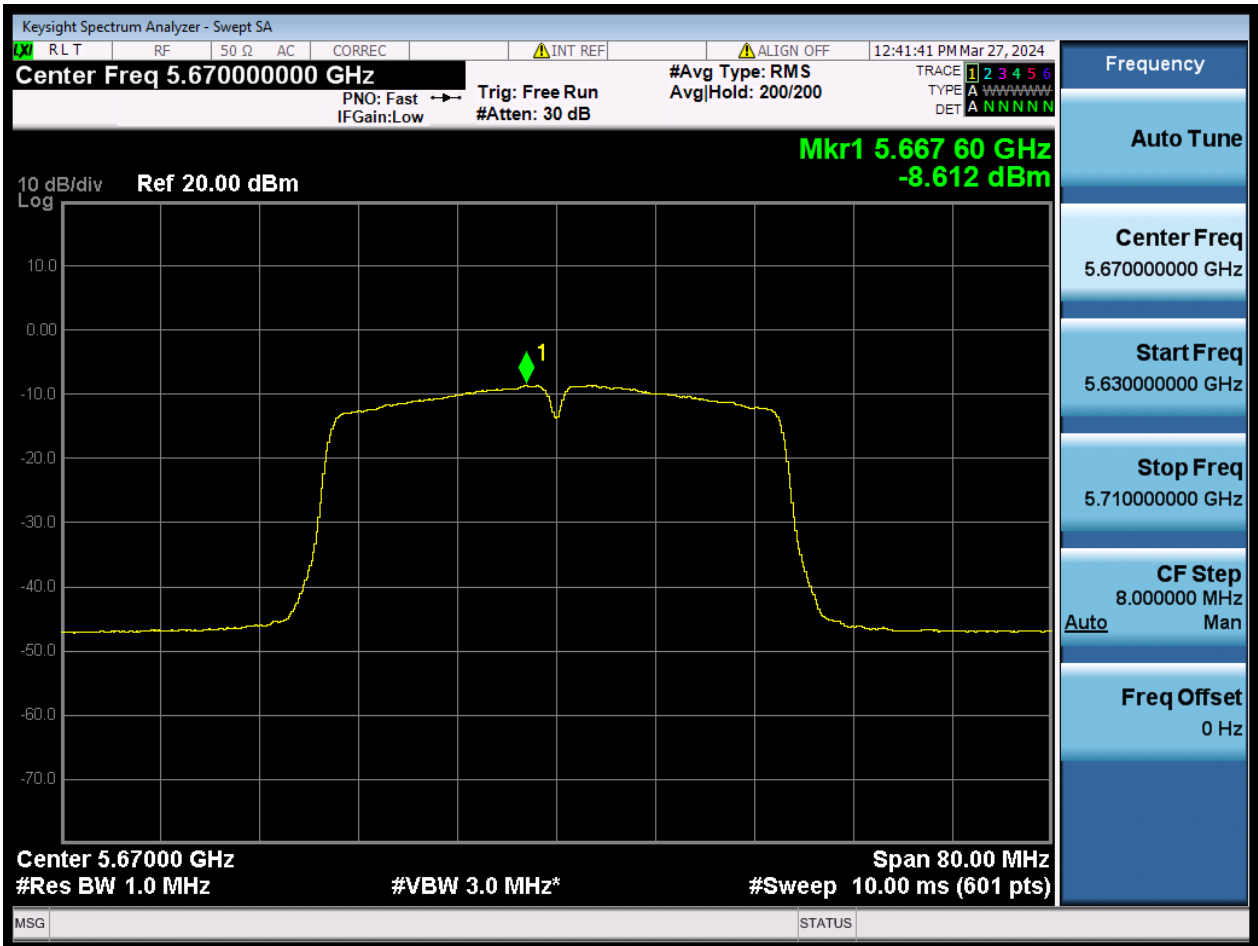 Keysight Spectrum Analyzer - Swept SA
LXI RLT RF 50 Ω AC CORREC INT REF ALIGN OFF 12:41:41 PM Mar 27, 2024
Center Freq 5.670000000 GHz
PNO: Fast
IFGain:Low
Trig: Free Run
#Atten: 30 dB
#Avg Type: RMS
Avg|Hold: 200/200
TRACE 1 2 3 4 5 6
TYPE A WWWWW
DET A N N N N N
Mkr1 5.667 60 GHz
-8.612 dBm
10 dB/div Ref 20.00 dBm
Log
10.0
0.00
1
-10.0
-20.0
-30.0
-40.0
-50.0
-60.0
-70.0
Center 5.67000 GHz Span 80.00 MHz
#Res BW 1.0 MHz #VBW 3.0 MHz* #Sweep 10.00 ms (601 pts)
MSG STATUS
Frequency
Auto Tune
Center Freq
5.670000000 GHz
Start Freq
5.630000000 GHz
Stop Freq
5.710000000 GHz
CF Step
8.000000 MHz
Auto Man
Freq Offset
0 Hz